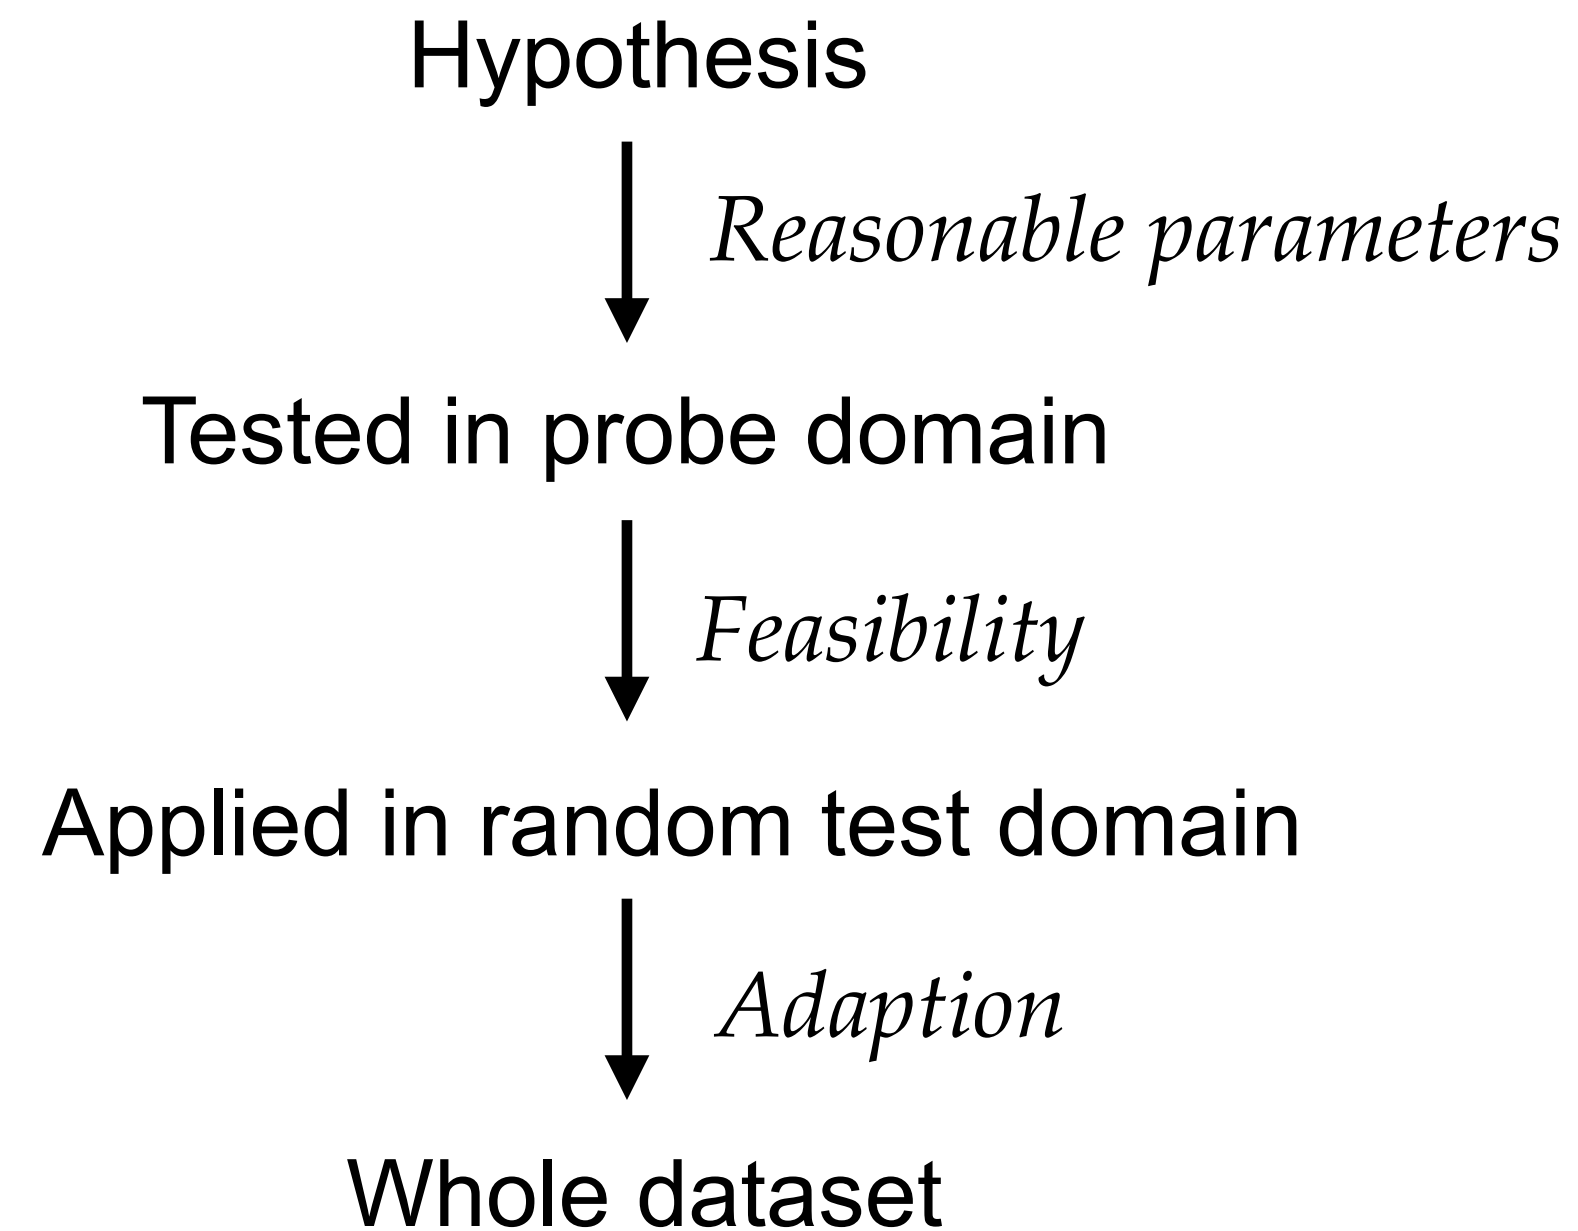 Hypothesis
Reasonable parameters
Tested in probe domain
Feasibility
Applied in random test domain
Adaption
Whole dataset